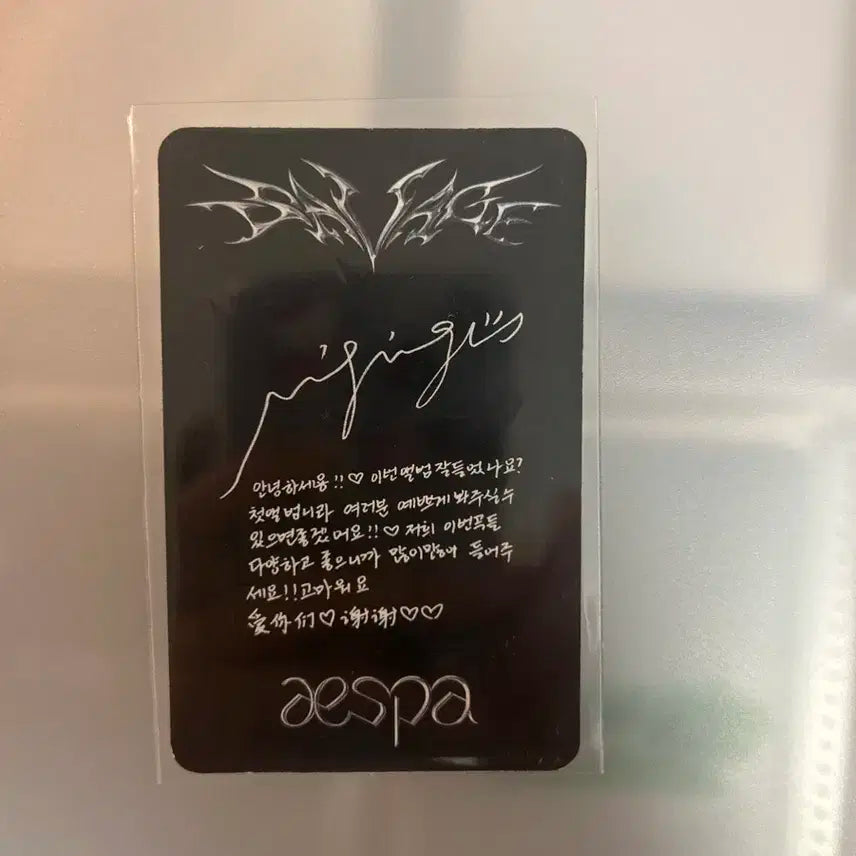 SAVAGE
안녕하세용!!♡ 이번앨범잘들었나요?
첫앨범니라 여러분 예쁘게 봐주실수
있으면좋겠어요!!♡ 저희 이번곡들
다양하고 좋으니까 많이많이 들어주
세요!!고마워요
爱你们♡谢谢♡♡
aespa